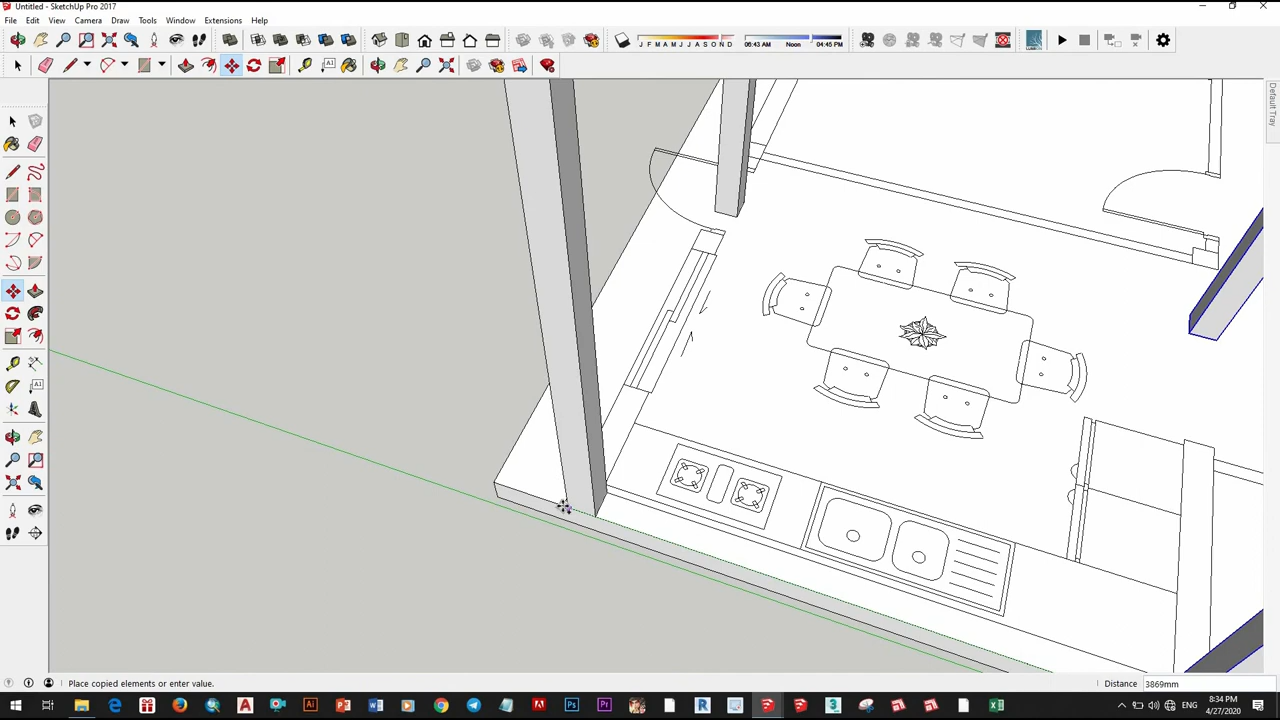 Untitled - SketchUp Pro 2017
File Edit View Camera Draw Tools Window Extensions Help
J F M A M J J A S O N D
06:43 AM Noon 04:45 PM
Default Tray
Place copied elements or enter value.
Distance 3869mm
ENG
8:34 PM
4/27/2020